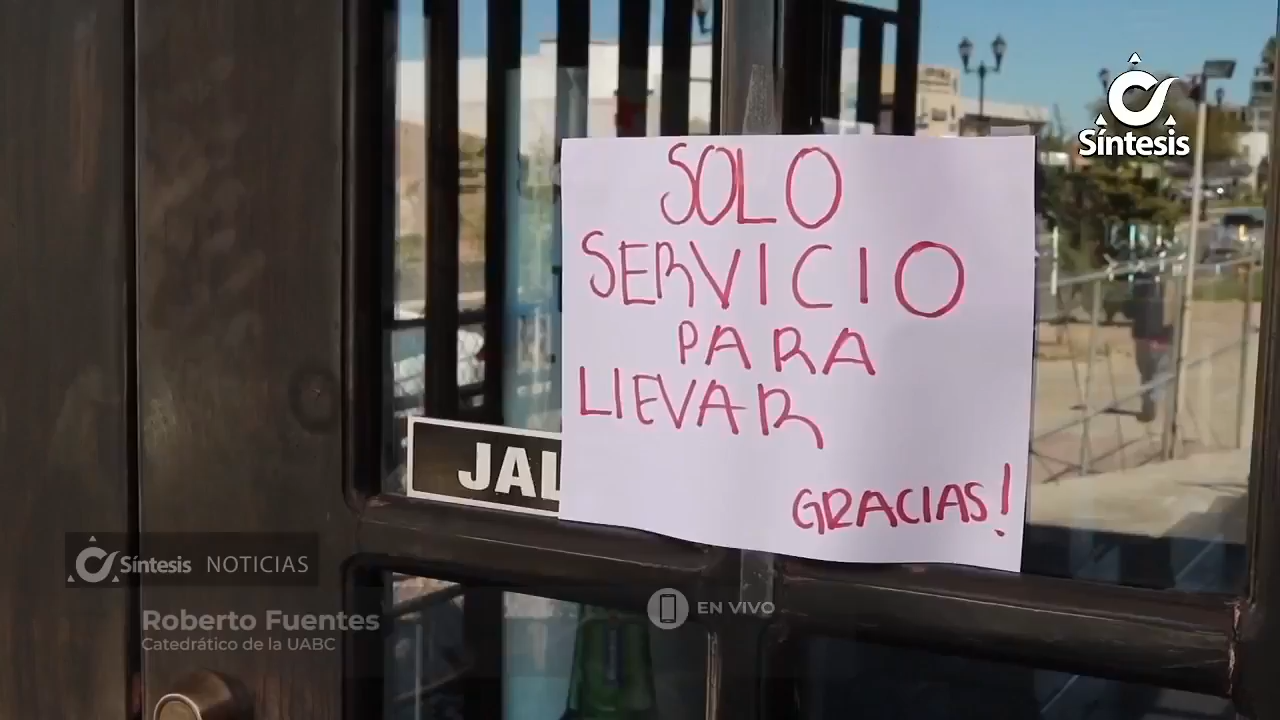 Síntesis
SOLO
SERVICIO
PARA
LLEVAR
GRACIAS!
JAL
Síntesis NOTICIAS
Roberto Fuentes
Catedrático de la UABC
EN VIVO